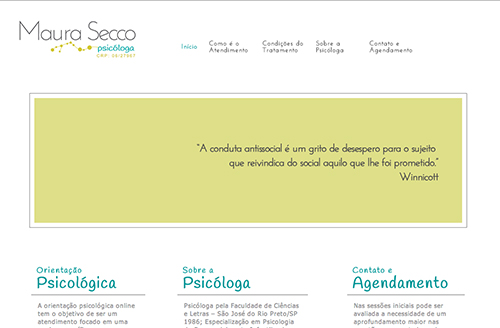 Maura Secco
psicóloga
Início
Como é o
Atendimento
Condições do
Tratamento
Sobre a
Psicóloga
Contato e
Agendamento
"A conduta antissocial é um grito de desespero para o sujeito
que reivindica do social aquilo que lhe foi prometido."
Winnicott
Orientação
Psicológica
A orientação psicológica online
tem o objetivo de ser um
atendimento focado em uma
Sobre a
Psicóloga
Psicóloga pela Faculdade de Ciências
e Letras – São José do Rio Preto/SP
1986; Especialização em Psicologia
Contato e
Agendamento
Nas sessões iniciais pode ser
avaliada a necessidade de um
aprofundamento maior nas